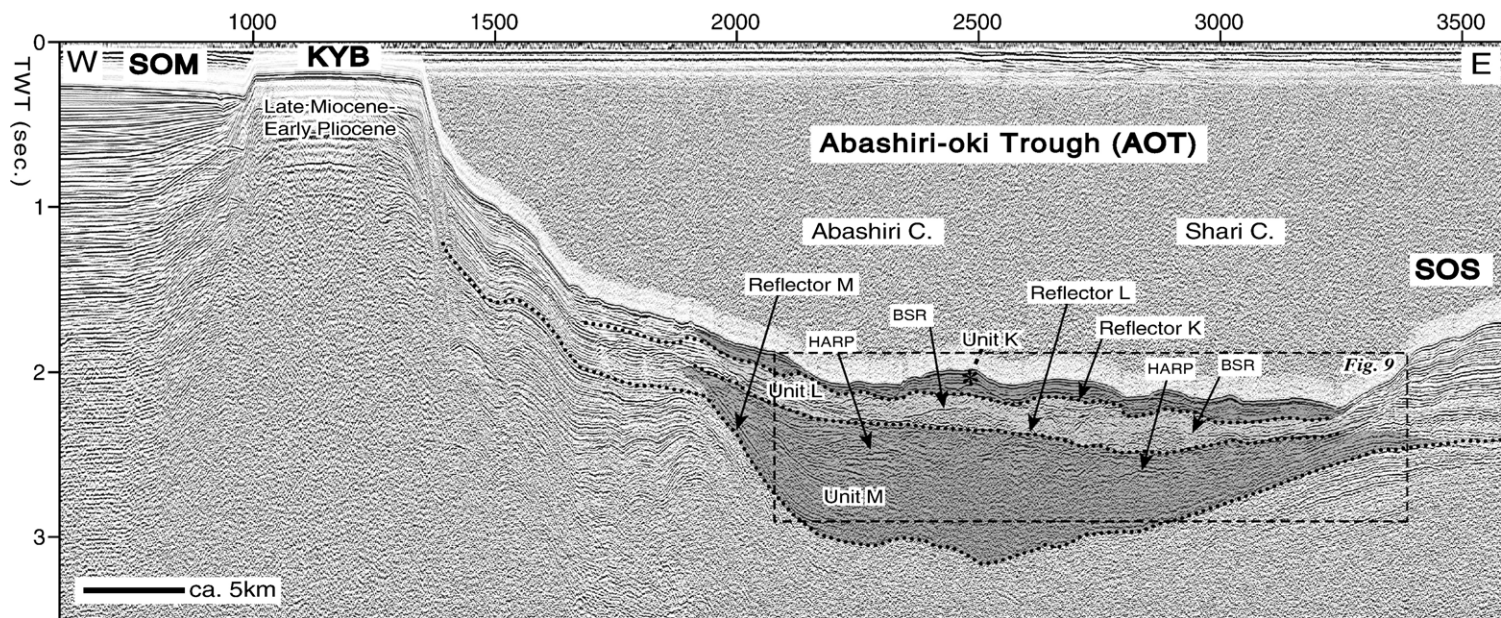 1000 1500 2000 2500 3000 3500
0
W SOM KYB E
TWT (sec.)
Late Miocene-
Early Pliocene
Abashiri-oki Trough (AOT)
1
Abashiri C. Shari C.
SOS
Reflector M Reflector L
BSR Reflector K
HARP Unit K HARP BSR Fig. 9
*
2
Unit L
Unit M
3
ca. 5km